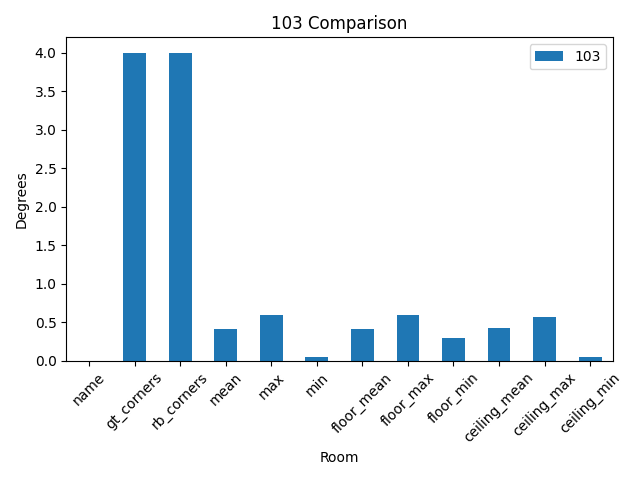 103 Comparison
103
Degrees
4.0
3.5
3.0
2.5
2.0
1.5
1.0
0.5
0.0
name
gt_corners
rb_corners
mean
max
min
floor_mean
floor_max
floor_min
ceiling_mean
ceiling_max
ceiling_min
Room